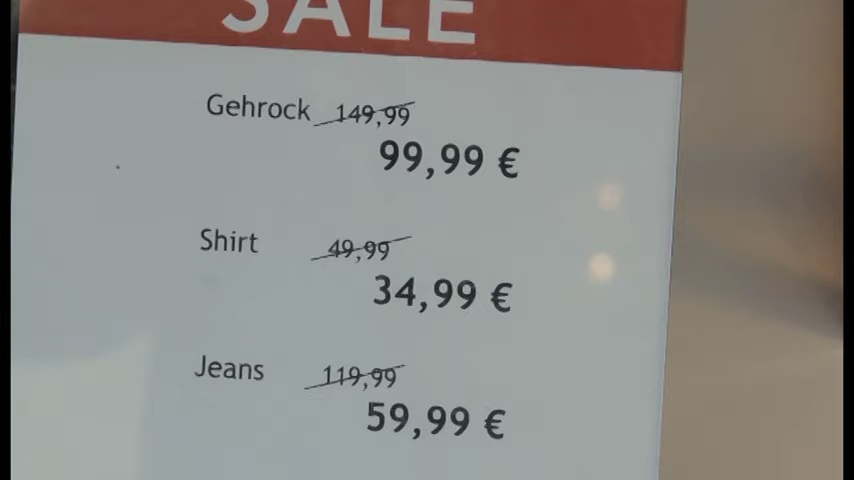 SALE
Gehrock 149,99
99,99 €
Shirt 49,99
34,99 €
Jeans 119,99
59,99 €